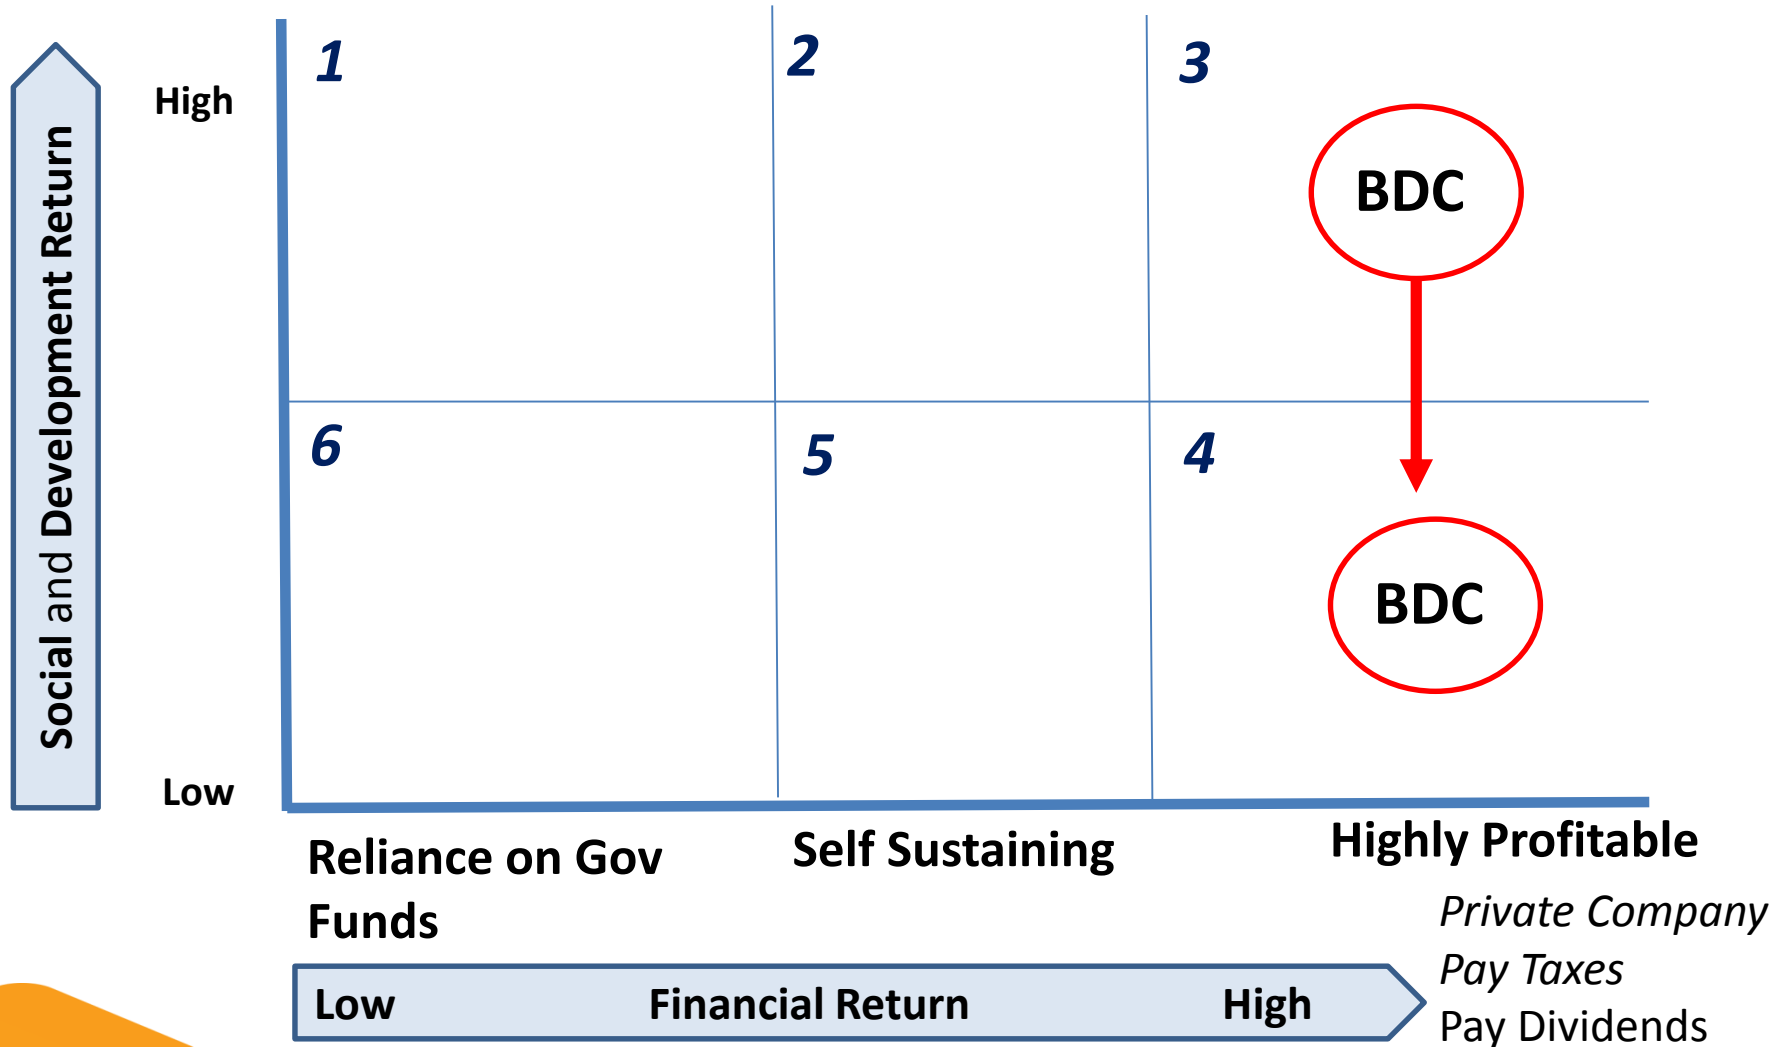 Social and Development Return
High
Low
1
2
3
BDC
6
5
4
BDC
Reliance on Gov
Funds
Self Sustaining
Highly Profitable
Private Company
Pay Taxes
Pay Dividends
Low Financial Return High